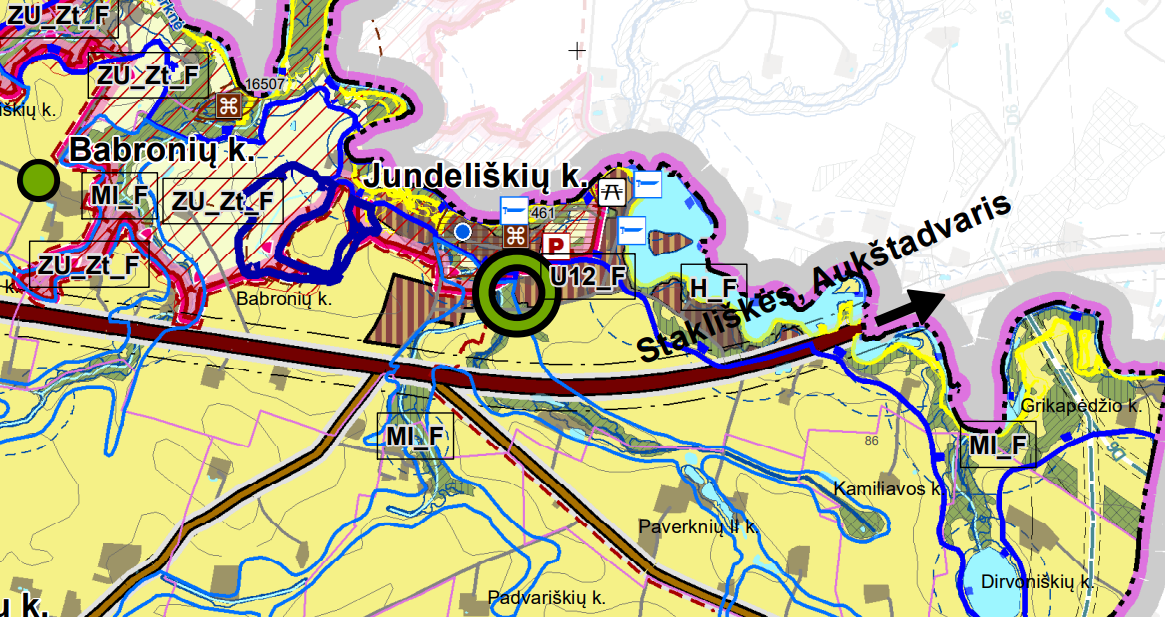 ZU_Zt_F
ZU_Zt_F
16507
Babronių k.
MI_F
ZU_Zt_F
Jundeliškių k.
461
P
ZU_Zt_F
U12_F
H_F
Stakliškės, Aukštadvaris
Babronių k.
MI_F
86
Grikapėdžio k.
MI_F
Kamiliavos k.
Paverknių II k.
Dirvoniškių k.
Padvariškių k.